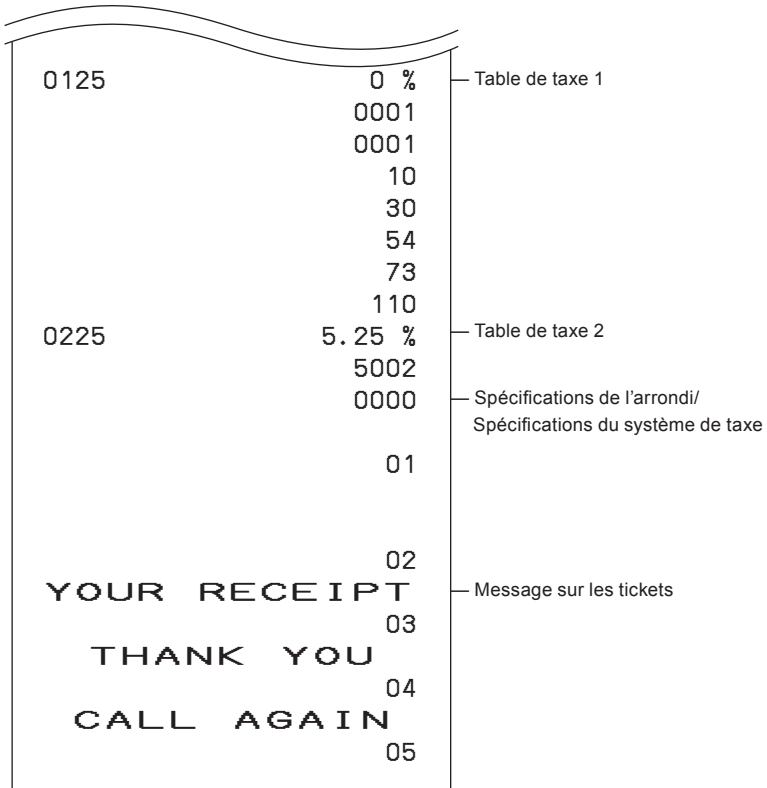 0125 0 % Table de taxe 1
0001
0001
10
30
54
73
110
0225 5.25 % Table de taxe 2
5002
0000 Spécifications de l'arrondi/
Spécifications du système de taxe
01
02
YOUR RECEIPT Message sur les tickets
03
THANK YOU
04
CALL AGAIN
05